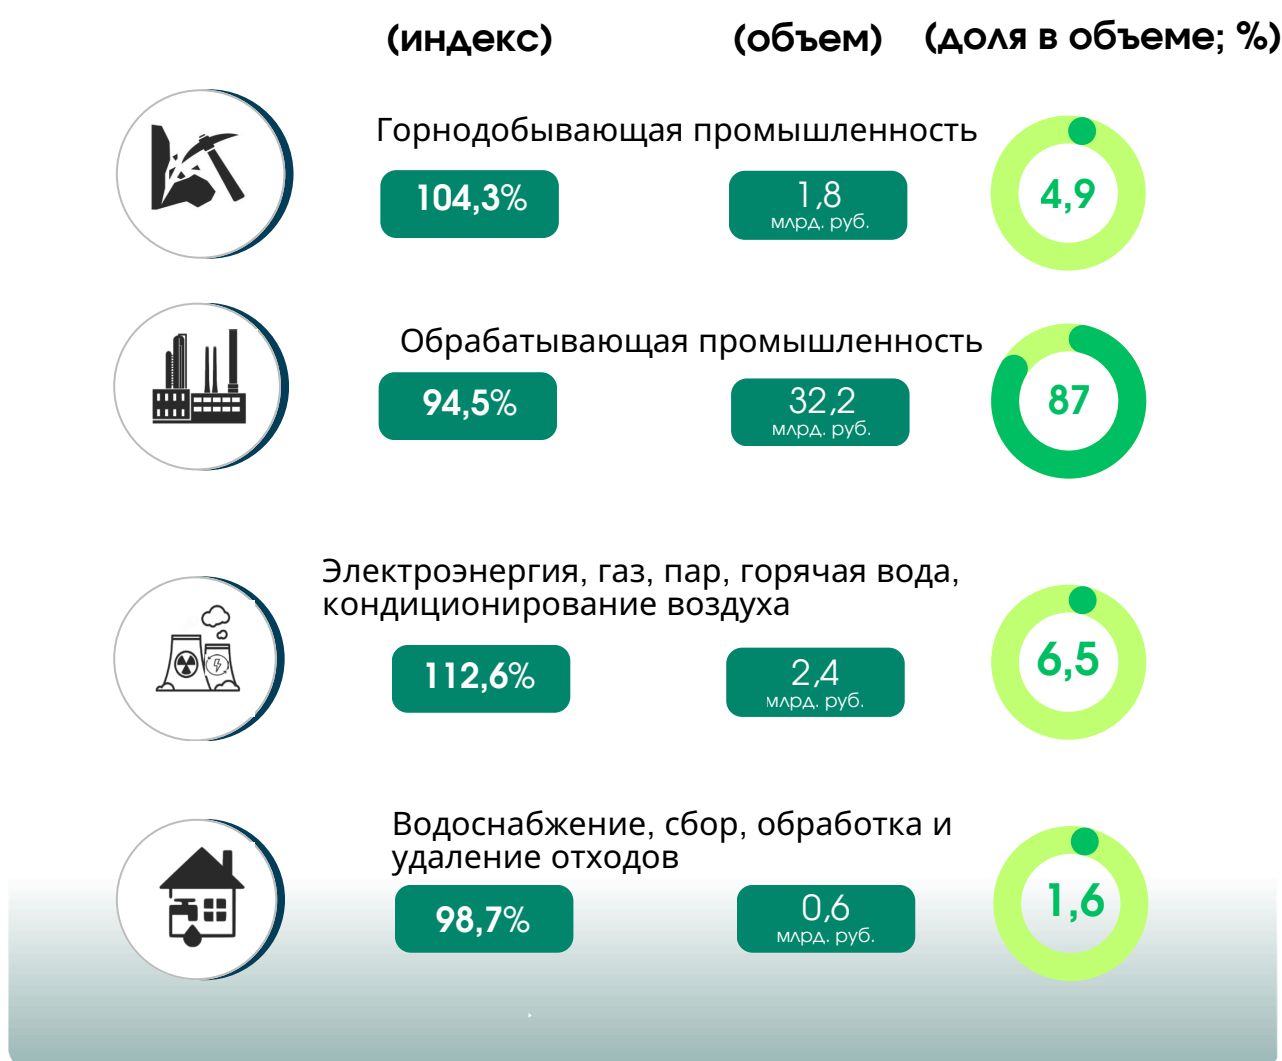 (индекс) (объем) (доля в объеме; %)
Горнодобывающая промышленность
104,3% 1,8 4,9
млрд. руб.
Обрабатывающая промышленность
94,5% 32,2 87
млрд. руб.
Электроэнергия, газ, пар, горячая вода,
кондиционирование воздуха
112,6% 2,4 6,5
млрд. руб.
Водоснабжение, сбор, обработка и
удаление отходов
98,7% 0,6 1,6
млрд. руб.